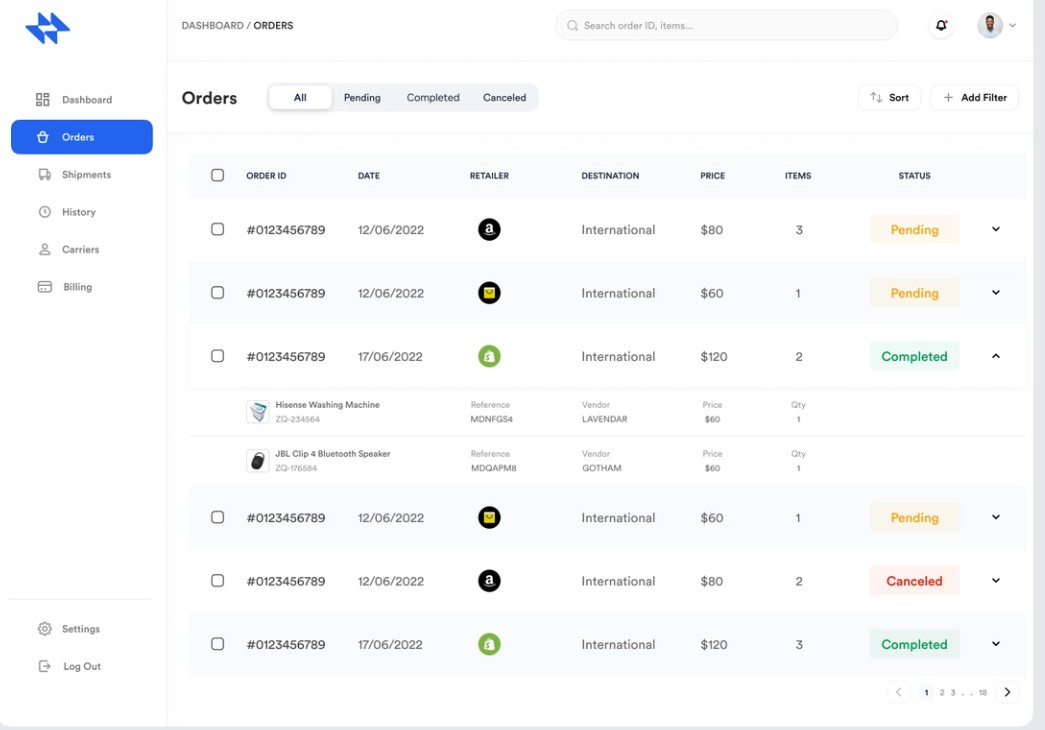 DASHBOARD / ORDERS
Search order ID, items...
Dashboard
Orders
Shipments
History
Carriers
Billing
Settings
Log Out
Orders
All Pending Completed Canceled
Sort
Add Filter
ORDER ID DATE RETAILER DESTINATION PRICE ITEMS STATUS
#0123456789 12/06/2022 a International $80 3 Pending
#0123456789 12/06/2022 International $60 1 Pending
#0123456789 17/06/2022 International $120 2 Completed
Hisense Washing Machine Reference Vendor Price Qty
ZQ-234564 MDNFGS4 LAVENDAR $60 1
JBL Clip 4 Bluetooth Speaker Reference Vendor Price Qty
ZQ-176584 MDQAPM8 GOTHAM $60 1
#0123456789 12/06/2022 International $60 1 Pending
#0123456789 12/06/2022 a International $80 2 Canceled
#0123456789 17/06/2022 International $120 3 Completed
1 2 3 . . 18